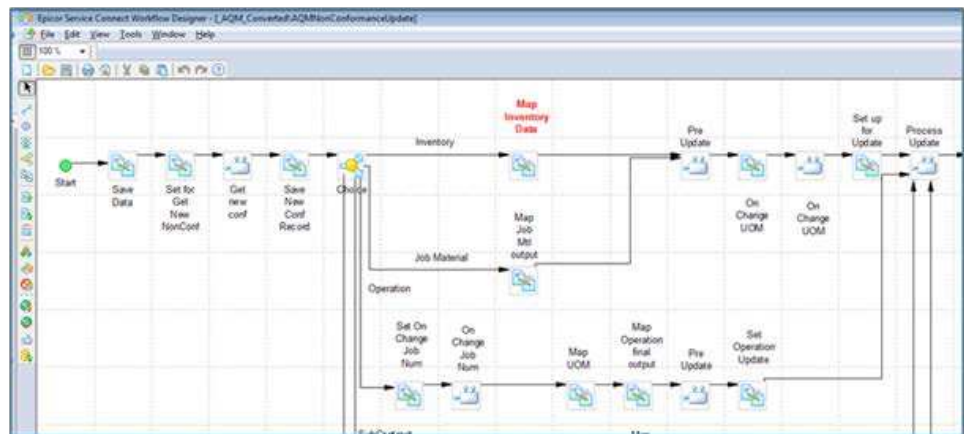 Epicor Service Connect Workflow Designer - [_AQM_Converted\AQMNonConformanceUpdate]
File Edit View Tools Window Help
100 %
Map
Inventory
Data
Set up
for
Update
Pre
Update
Process
Update
Inventory
Start
Save
Data
Set for
Get
New
NonConf
Get
new
conf
Save
New
Conf
Record
Choice
On
Change
UOM
On
Change
UOM
Map
Job
Mtl
output
Job Material
Operation
Set On
Change
Job
Num
On
Change
Job
Num
Map
UOM
Map
Operation
final
output
Pre
Update
Set
Operation
Update
SubContract
Map